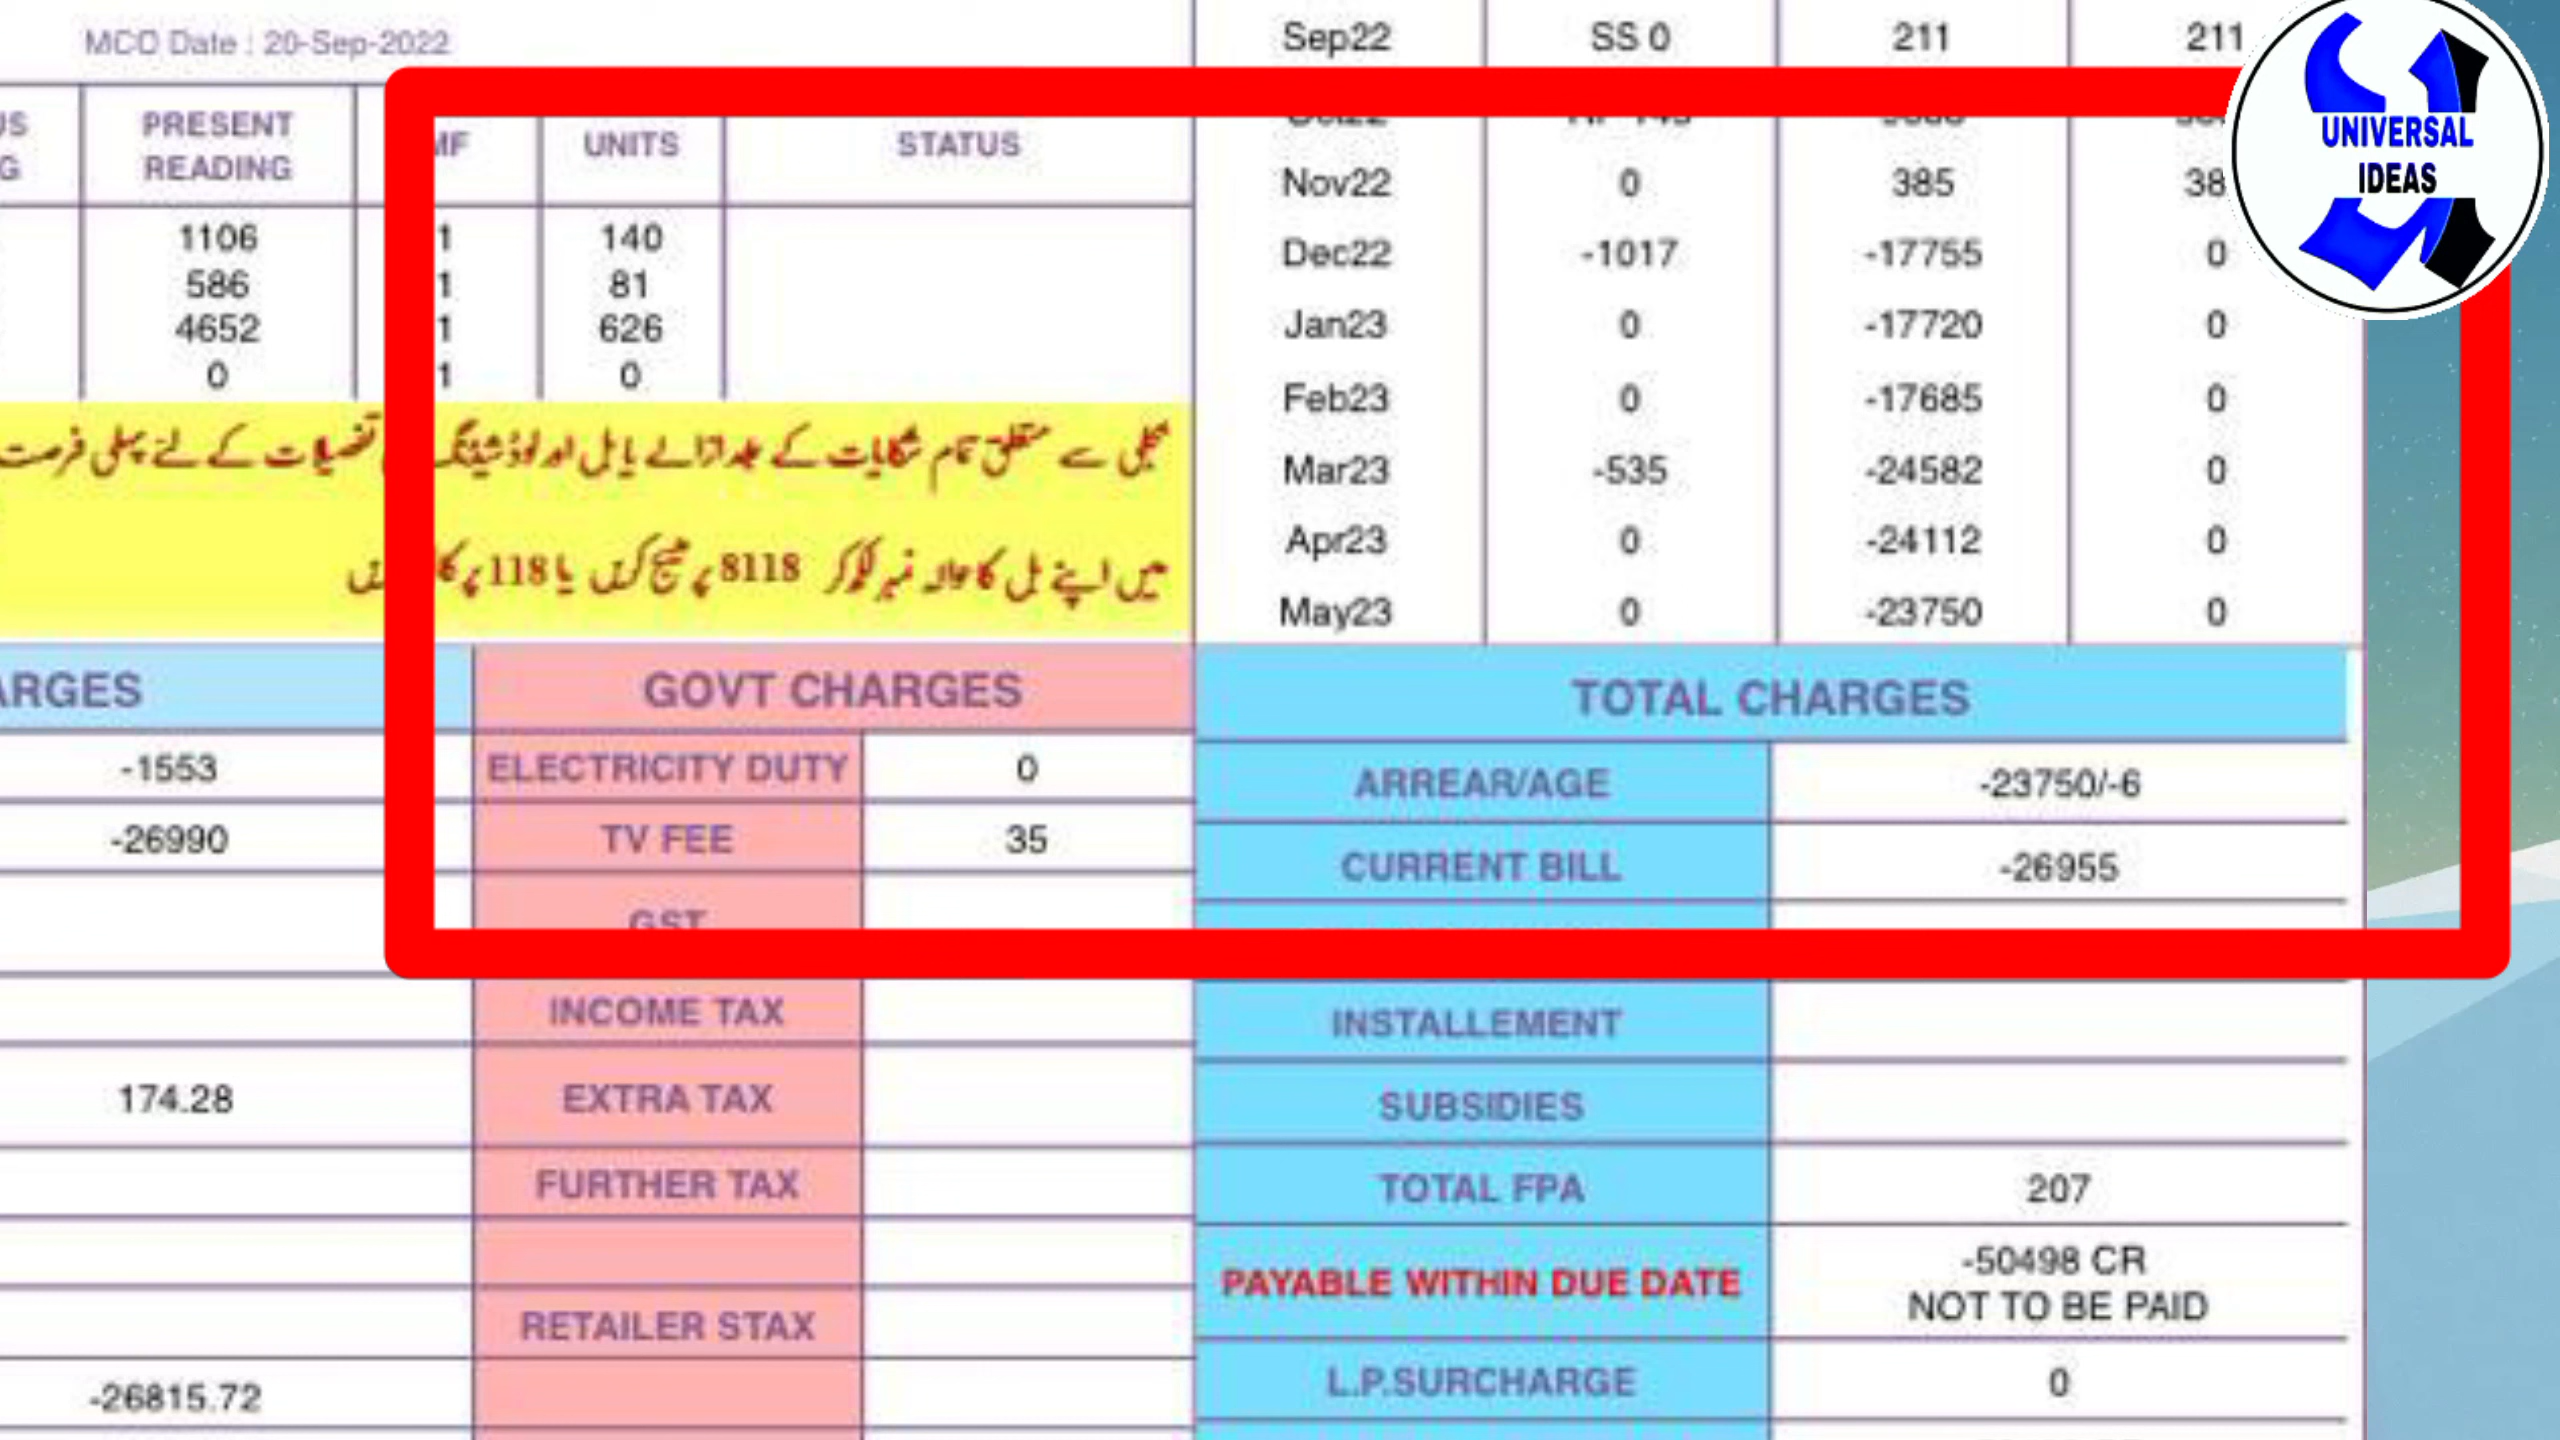 MCO Date : 20-Sep-2022
PRESENT READING
MF
UNITS
STATUS
1106 1 140
586 1 81
4652 1 626
0 1 0
Sep22 SS 0 211 211
Nov22 0 385
Dec22 -1017 -17755 0
Jan23 0 -17720 0
Feb23 0 -17685 0
Mar23 -535 -24582 0
Apr23 0 -24112 0
May23 0 -23750 0
UNIVERSAL
IDEAS
بجلی سے متعلق تمام شکایات کے جلد ازالے یا بل اور لوڈشیڈنگ تفصیلات کے لئے پہلی فرصت
میں اپنے بل کا حوالہ نمبر لکھ کر 8118 پر میسج کریں یا 118 پر
GOVT CHARGES
-1553 ELECTRICITY DUTY 0
-26990 TV FEE 35
GST
INCOME TAX
174.28 EXTRA TAX
FURTHER TAX
RETAILER STAX
-26815.72
TOTAL CHARGES
ARREAR/AGE -23750/-6
CURRENT BILL -26955
INSTALLEMENT
SUBSIDIES
TOTAL FPA 207
PAYABLE WITHIN DUE DATE -50498 CR
NOT TO BE PAID
L.P.SURCHARGE 0